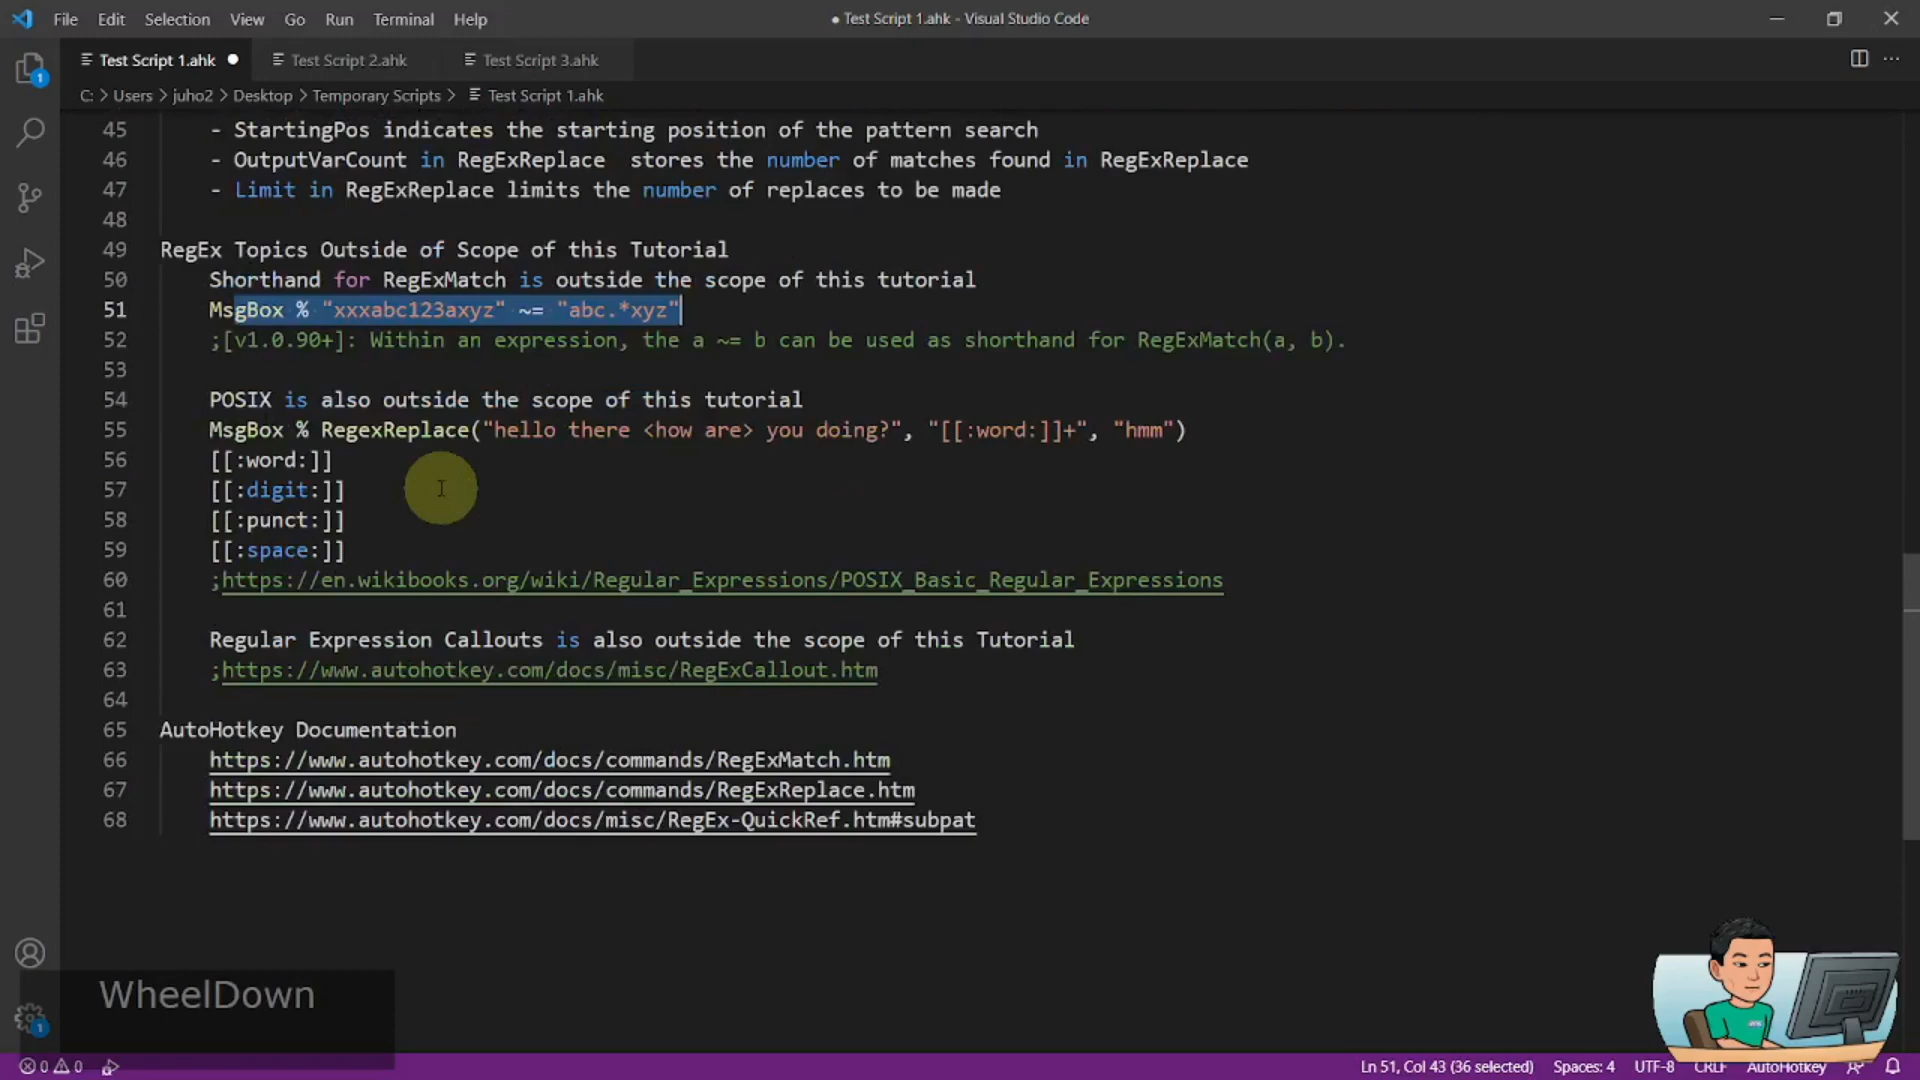 File Edit Selection View Go Run Terminal Help
● Test Script 1.ahk - Visual Studio Code
Test Script 1.ahk ● Test Script 2.ahk Test Script 3.ahk
C: > Users > juho2 > Desktop > Temporary Scripts > Test Script 1.ahk
45 - StartingPos indicates the starting position of the pattern search
46 - OutputVarCount in RegExReplace  stores the number of matches found in RegExReplace
47 - Limit in RegExReplace limits the number of replaces to be made
48
49 RegEx Topics Outside of Scope of this Tutorial
50 Shorthand for RegExMatch is outside the scope of this tutorial
51 MsgBox % "xxxabc123axyz" ~= "abc.*xyz"
52 ;[v1.0.90+]: Within an expression, the a ~= b can be used as shorthand for RegExMatch(a, b).
53
54 POSIX is also outside the scope of this tutorial
55 MsgBox % RegexReplace("hello there <how are> you doing?", "[[:word:]]+", "hmm")
56 [[:word:]]
57 [[:digit:]]
58 [[:punct:]]
59 [[:space:]]
60 ;https://en.wikibooks.org/wiki/Regular_Expressions/POSIX_Basic_Regular_Expressions
61
62 Regular Expression Callouts is also outside the scope of this Tutorial
63 ;https://www.autohotkey.com/docs/misc/RegExCallout.htm
64
65 AutoHotkey Documentation
66 https://www.autohotkey.com/docs/commands/RegExMatch.htm
67 https://www.autohotkey.com/docs/commands/RegExReplace.htm
68 https://www.autohotkey.com/docs/misc/RegEx-QuickRef.htm#subpat
1
WheelDown
1
0 0
Ln 51, Col 43 (36 selected) Spaces: 4 UTF-8 CRLF AutoHotkey